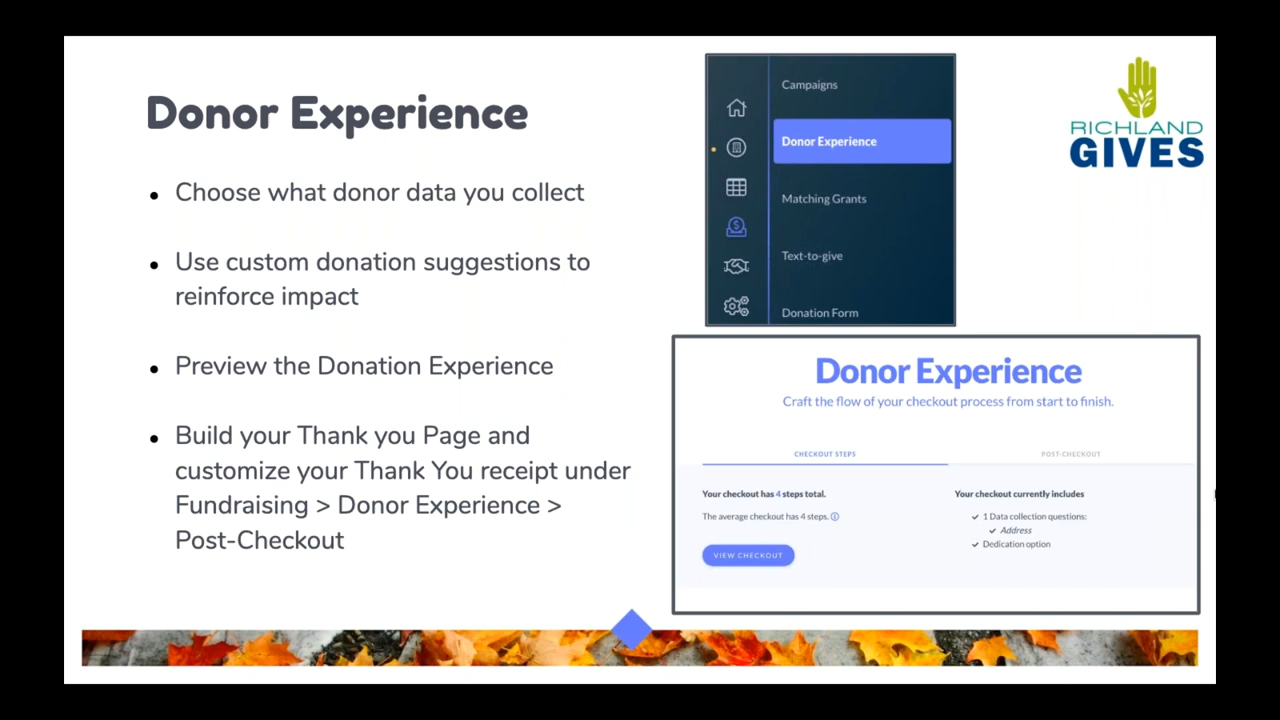 Donor Experience
• Choose what donor data you collect
• Use custom donation suggestions to
reinforce impact
• Preview the Donation Experience
• Build your Thank you Page and
customize your Thank You receipt under
Fundraising > Donor Experience >
Post-Checkout
Campaigns
Donor Experience
Matching Grants
Text-to-give
Donation Form
RICHLAND
GIVES
Donor Experience
Craft the flow of your checkout process from start to finish.
CHECKOUT STEPS
POST-CHECKOUT
Your checkout has 4 steps total.
The average checkout has 4 steps.
VIEW CHECKOUT
Your checkout currently includes
✓ 1 Data collection questions:
✓ Address
✓ Dedication option